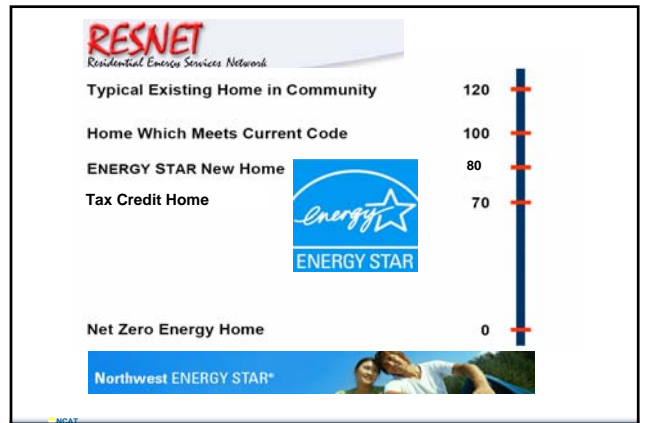 RESNET
Residential Energy Services Network
Typical Existing Home in Community 120
Home Which Meets Current Code 100
ENERGY STAR New Home 80
Tax Credit Home 70
energy
ENERGY STAR
Net Zero Energy Home 0
Northwest ENERGY STAR®
NCAT